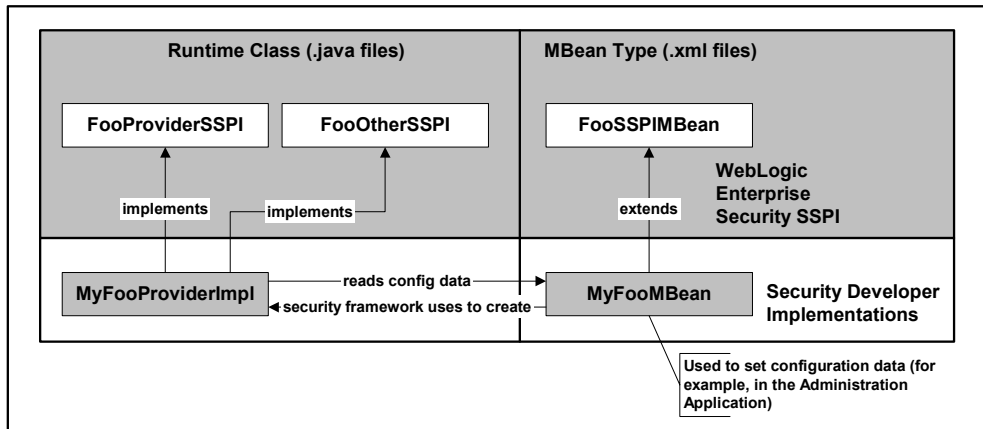 Runtime Class (.java files)
MBean Type (.xml files)
FooProviderSSPI
FooOtherSSPI
FooSSPIMBean
WebLogic
Enterprise
Security SSPI
implements
implements
extends
MyFooProviderImpl
reads config data
security framework uses to create
MyFooMBean
Security Developer
Implementations
Used to set configuration data (for
example, in the Administration
Application)